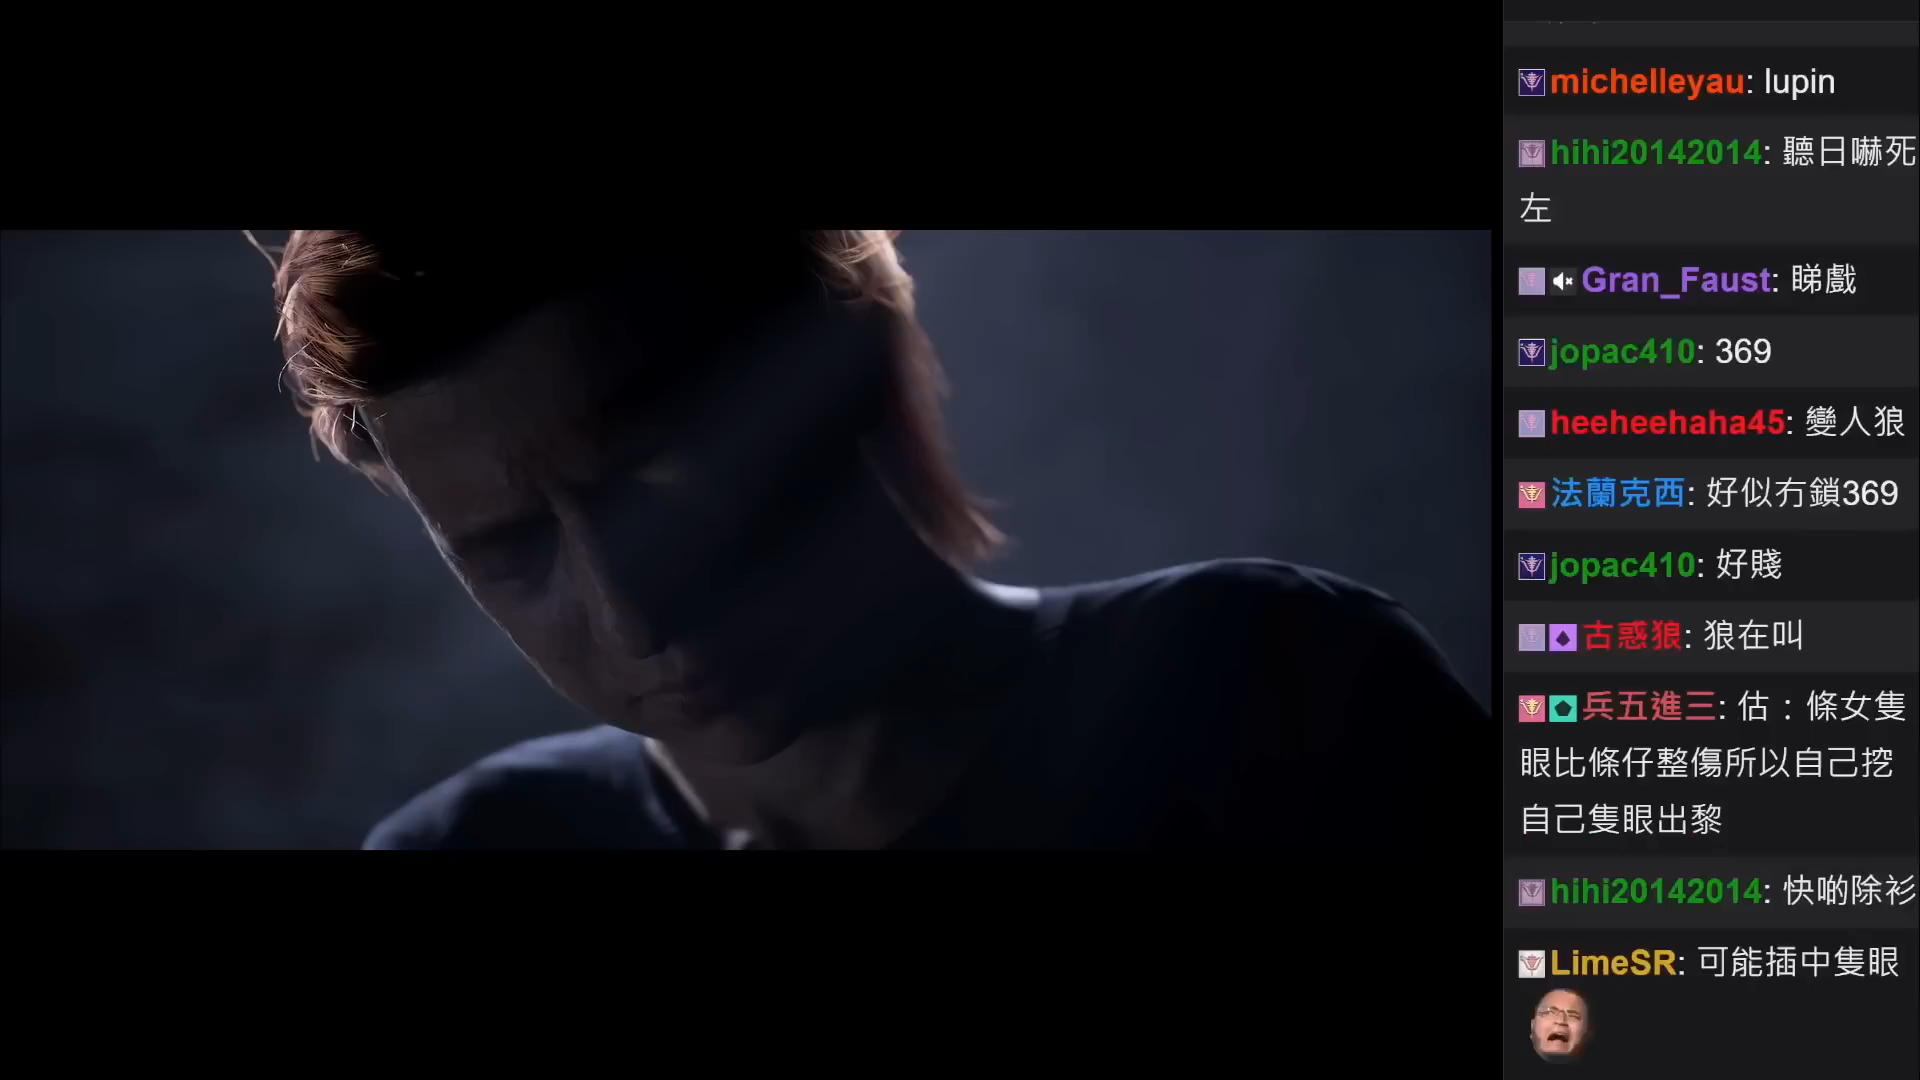 michelleyau: lupin
hihi20142014: 聽日嚇死
左
Gran_Faust: 睇戲
jopac410: 369
heeheehaha45: 變人狼
法蘭克西: 好似冇鎖369
jopac410: 好賤
古惑狼: 狼在叫
兵五進三: 估：條女隻
眼比條仔整傷所以自己挖
自己隻眼出黎
hihi20142014: 快啲除衫
LimeSR: 可能插中隻眼